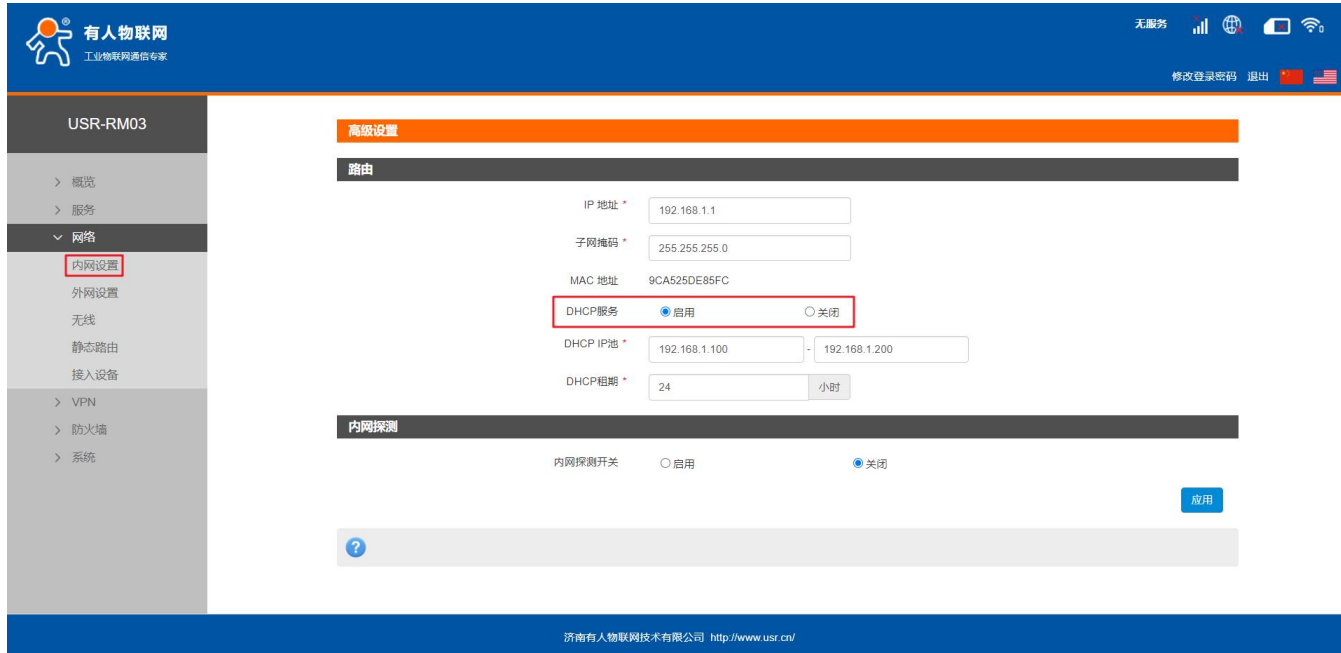 有人物联网
工业物联网通信专家
®
无服务
修改登录密码 退出
USR-RM03
概览
服务
网络
内网设置
外网设置
无线
静态路由
接入设备
VPN
防火墙
系统
高级设置
路由
IP 地址 * 192.168.1.1
子网掩码 * 255.255.255.0
MAC 地址 9CA525DE85FC
DHCP服务 启用 关闭
DHCP IP池 * 192.168.1.100 - 192.168.1.200
DHCP租期 * 24 小时
内网探测
内网探测开关 启用 关闭
应用
?
济南有人物联网技术有限公司 http://www.usr.cn/